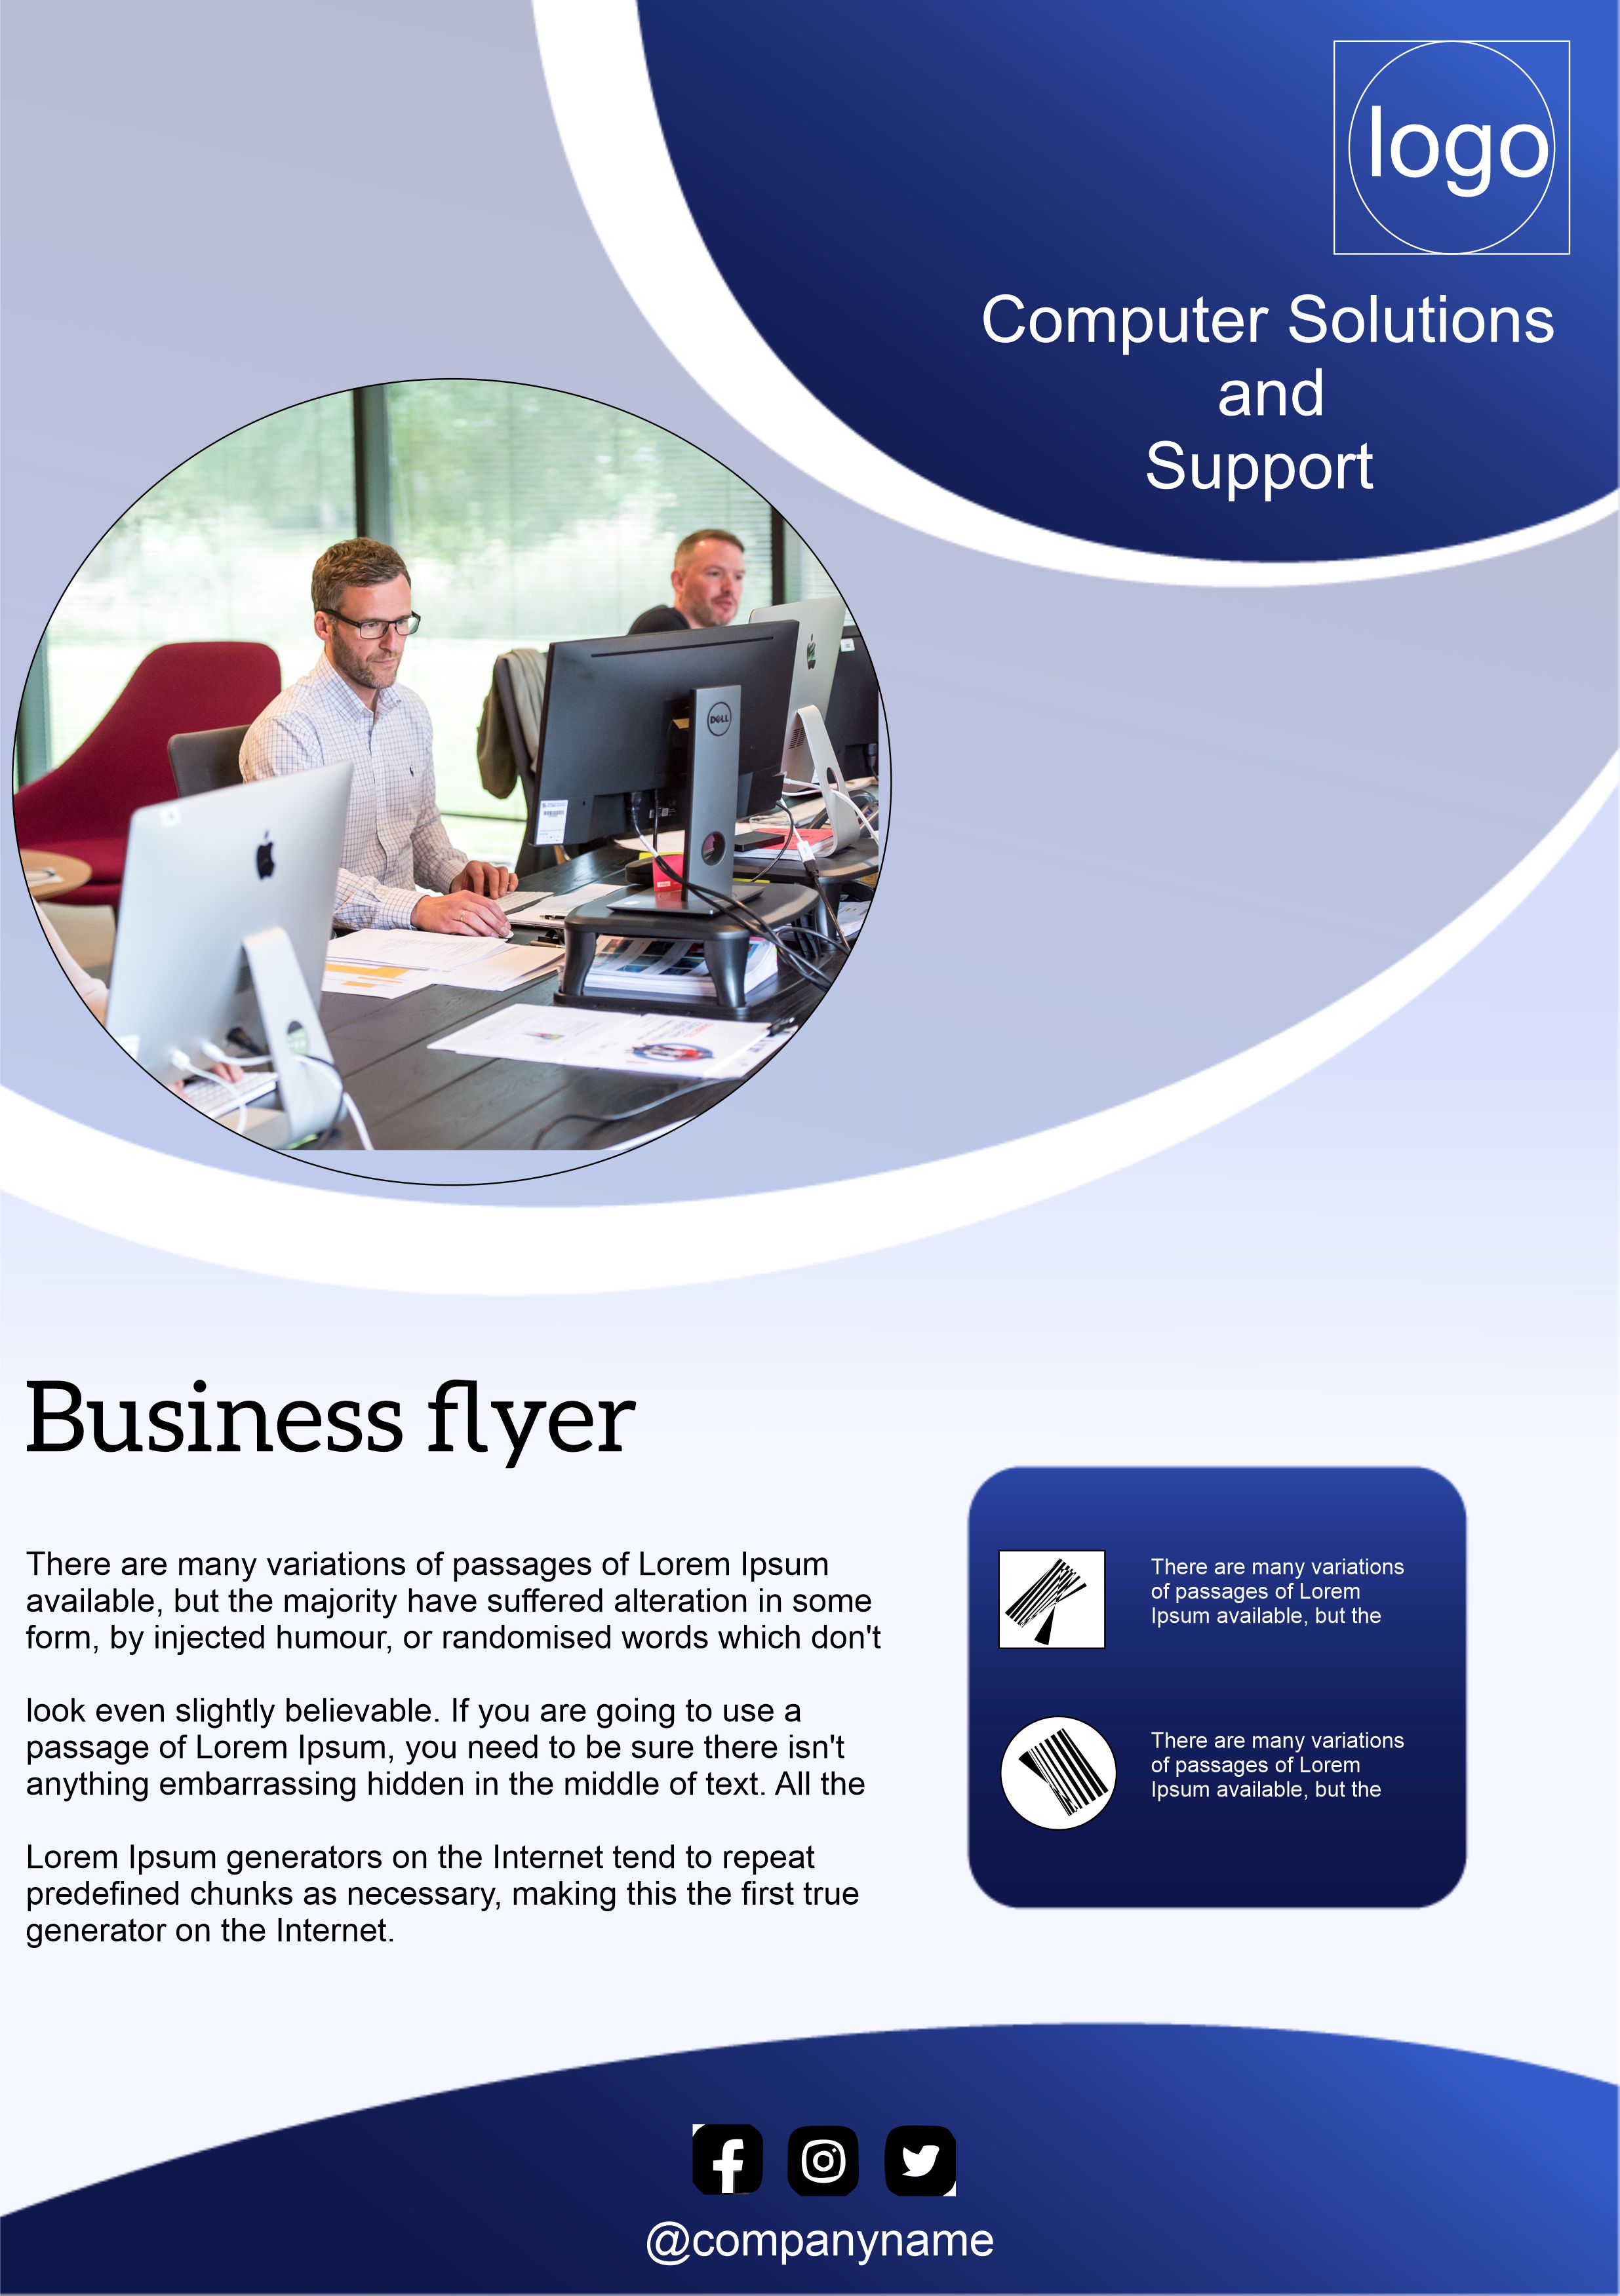 logo
Computer Solutions
and
Support
DELL
Business flyer
There are many variations of passages of Lorem Ipsum
available, but the majority have suffered alteration in some
form, by injected humour, or randomised words which don't
look even slightly believable. If you are going to use a
passage of Lorem Ipsum, you need to be sure there isn't
anything embarrassing hidden in the middle of text. All the
Lorem Ipsum generators on the Internet tend to repeat
predefined chunks as necessary, making this the first true
generator on the Internet.
There are many variations
of passages of Lorem
Ipsum available, but the
There are many variations
of passages of Lorem
Ipsum available, but the
@companyname